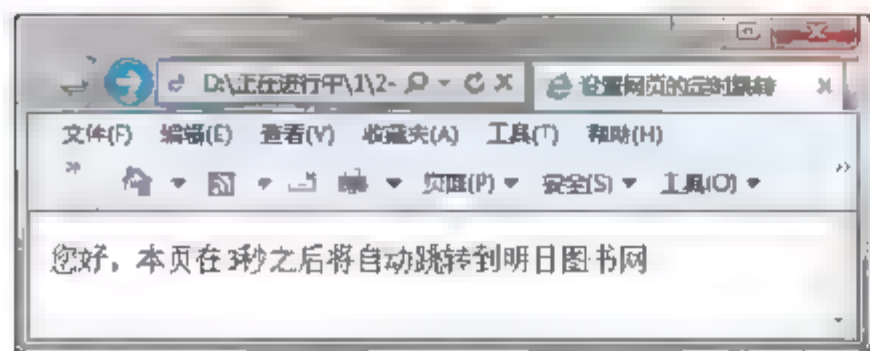 D:\正在进行中\1\2- 设置网页的定时跳转
文件(F) 编辑(E) 查看(V) 收藏夹(A) 工具(T) 帮助(H)
页面(P) 安全(S) 工具(O)
您好，本页在3秒之后将自动跳转到明日图书网